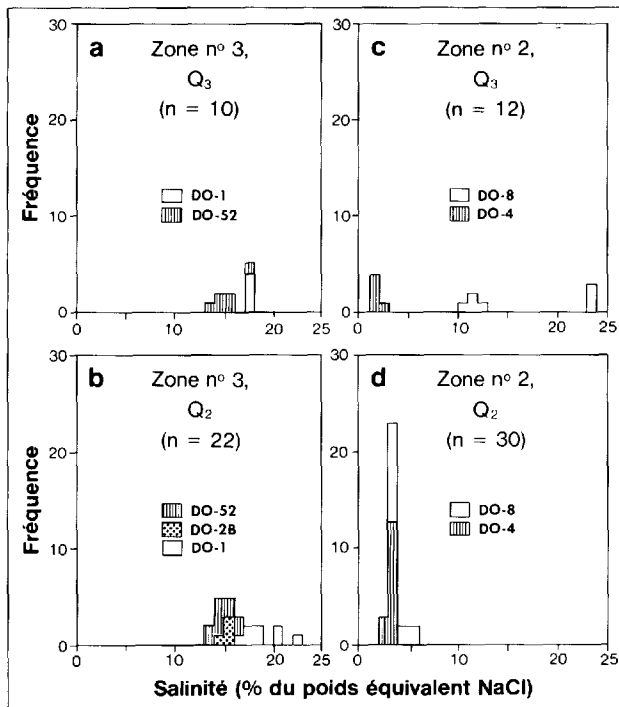 a
Zone nº 3,
Q₃
(n = 10)
DO-1
DO-52
Fréquence
30
20
10
0
0
10
20
25
c
Zone nº 2,
Q₃
(n = 12)
DO-8
DO-4
30
20
10
0
0
10
20
25
b
Zone nº 3,
Q₂
(n = 22)
DO-52
DO-2B
DO-1
Fréquence
30
20
10
0
0
10
20
25
d
Zone nº 2,
Q₂
(n = 30)
DO-8
DO-4
30
20
10
0
0
10
20
25
Salinité (% du poids équivalent NaCl)